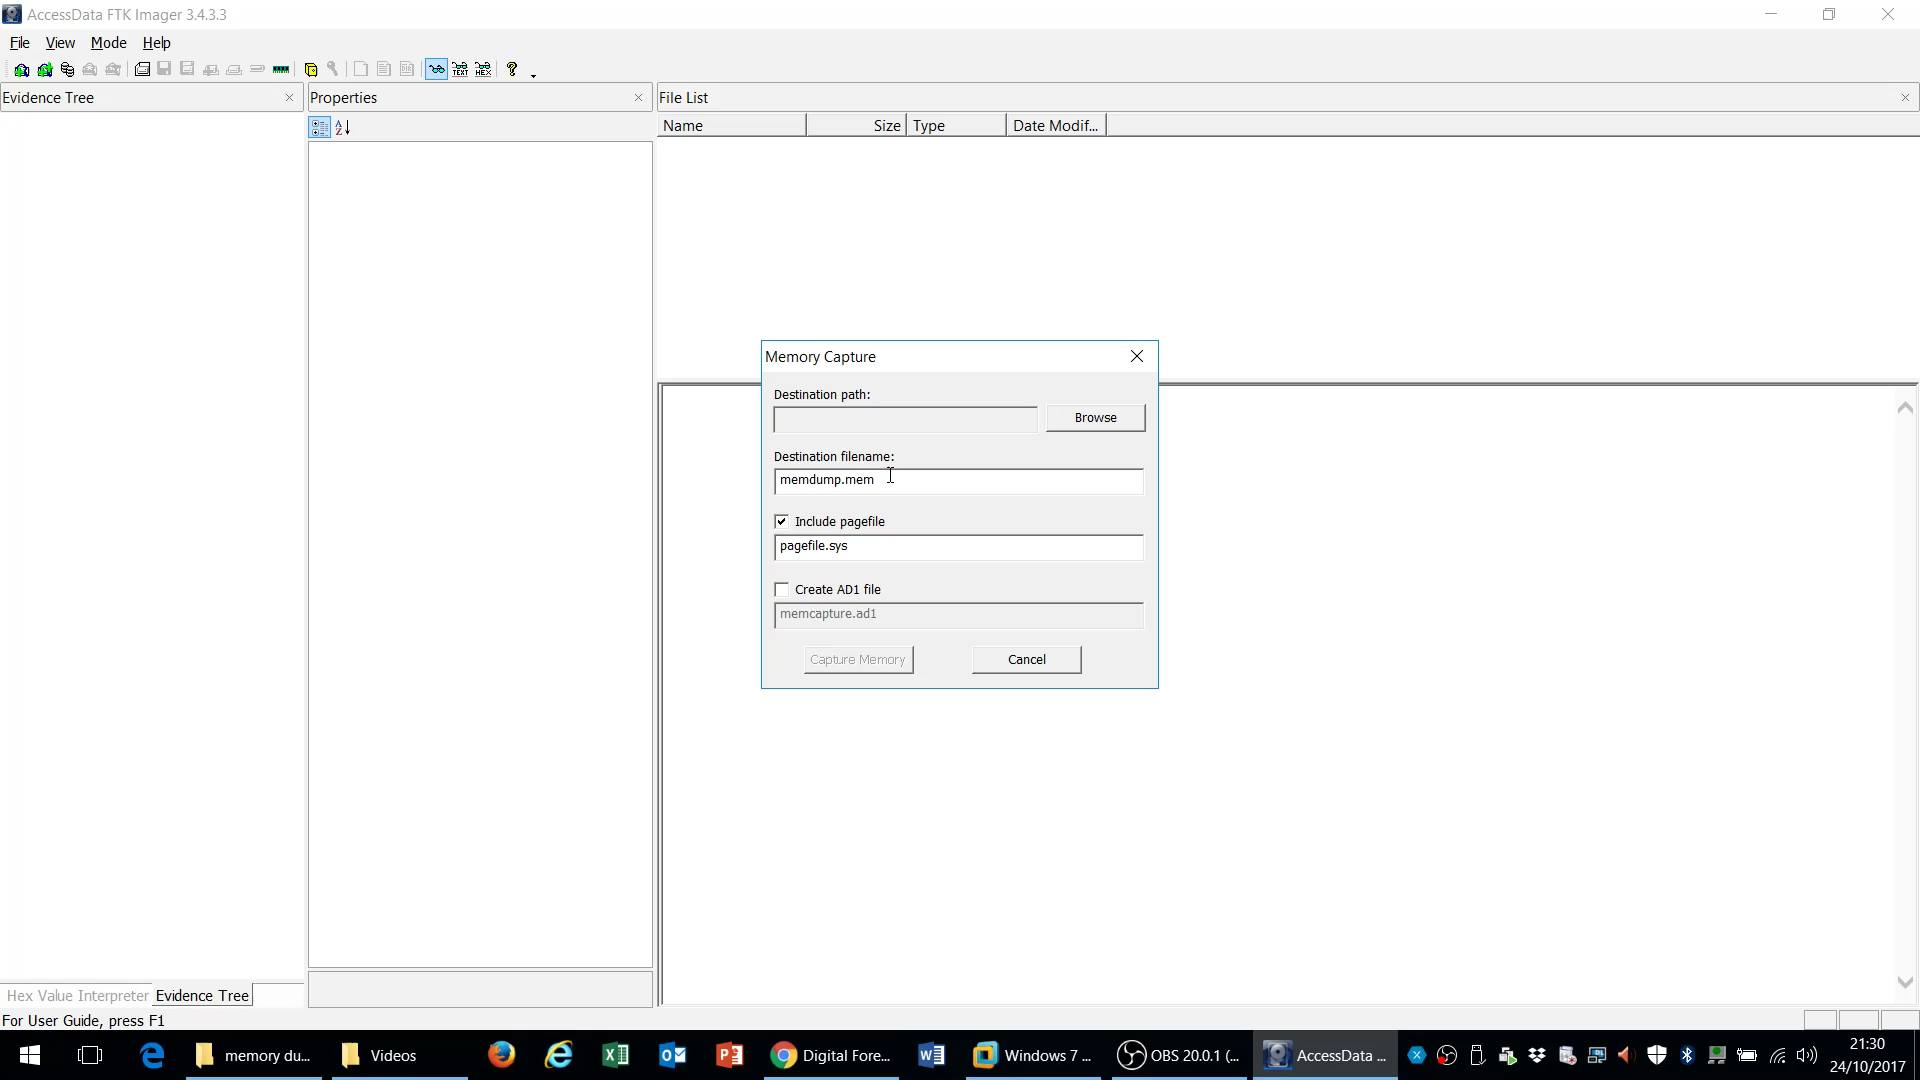 AccessData FTK Imager 3.4.3.3
File View Mode Help
TEXT HEX ?
Evidence Tree
Properties
File List
A
Z
Name Size Type Date Modif...
Memory Capture
Destination path:
Browse
Destination filename:
memdump.mem
Include pagefile
pagefile.sys
Create AD1 file
memcapture.ad1
Capture Memory Cancel
Hex Value Interpreter Evidence Tree
For User Guide, press F1
memory du... Videos Digital Fore... Windows 7 ... OBS 20.0.1 (... AccessData ...
21:30
24/10/2017